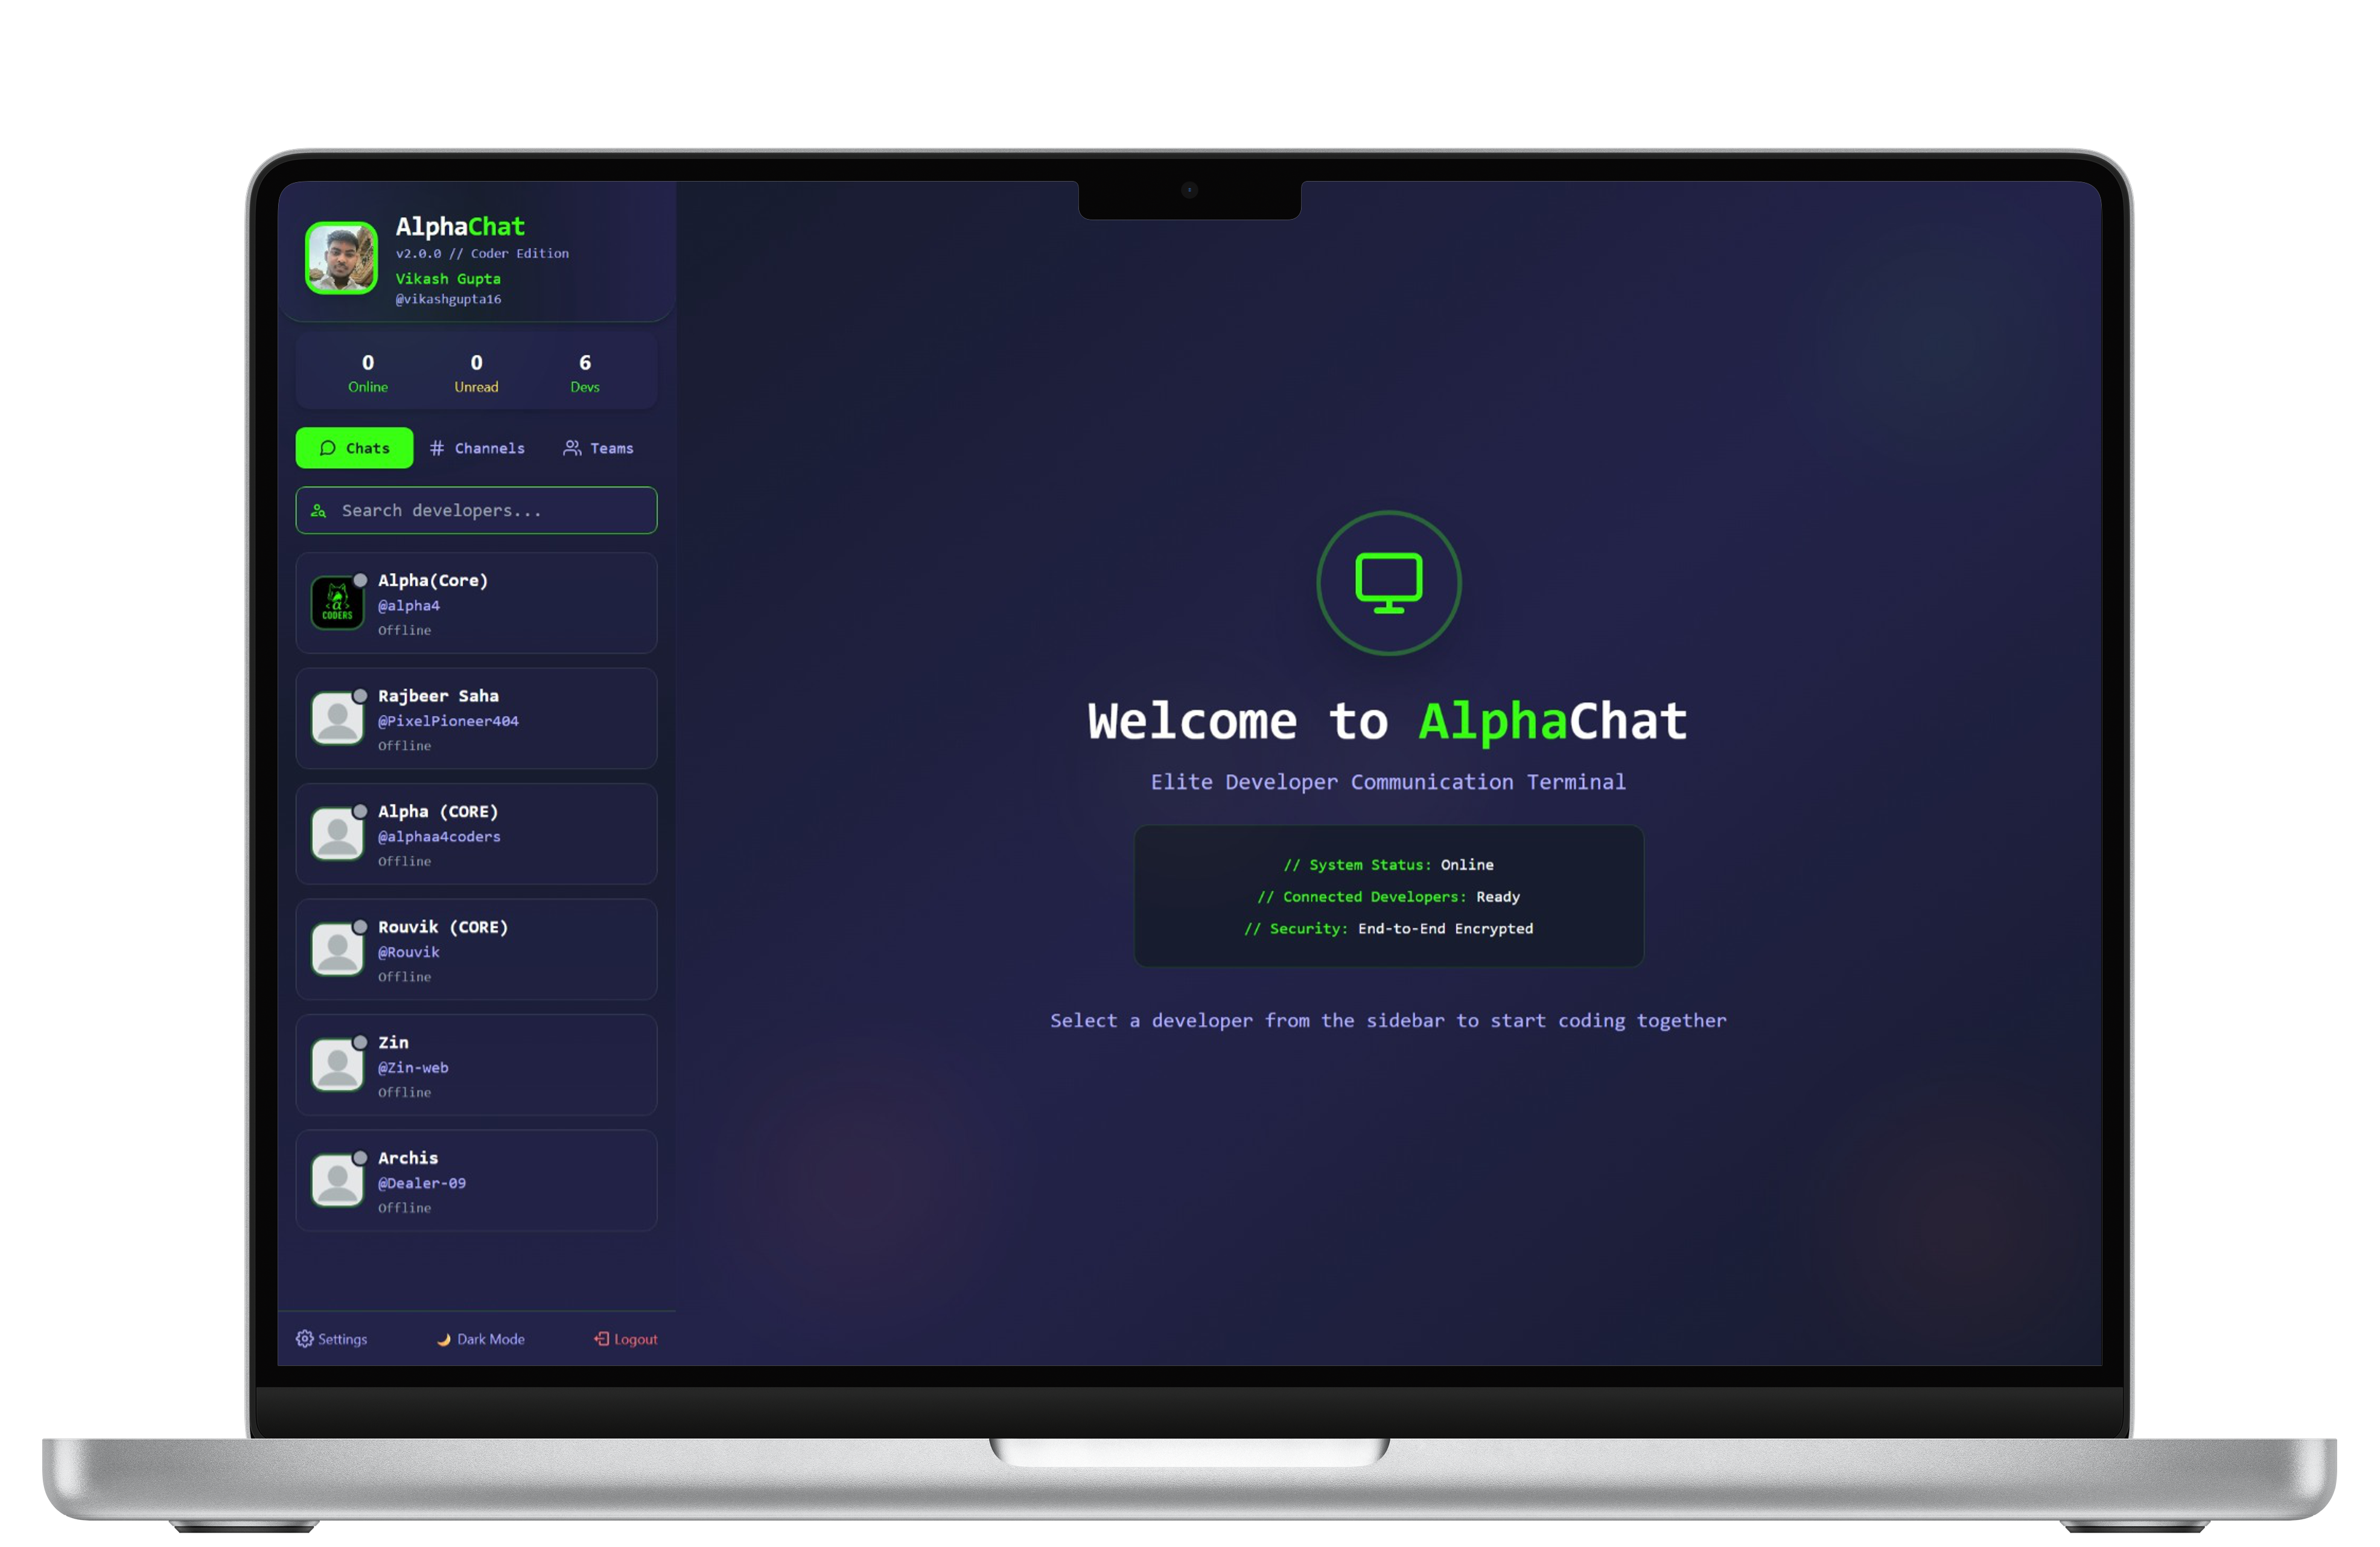 AlphaChat
v2.0.0 // Coder Edition
Vikash Gupta
@vikashgupta16
0 0 6
Online Unread Devs
Chats # Channels Teams
Search developers...
Alpha(Core)
@alpha4
Offline
<α>
CODERS
Rajbeer Saha
@PixelPioneer404
Offline
Alpha (CORE)
@alphaa4coders
Offline
Rouvik (CORE)
@Rouvik
Offline
Zin
@Zin-web
Offline
Archis
@Dealer-09
Offline
Settings Dark Mode Logout
Welcome to AlphaChat
Elite Developer Communication Terminal
// System Status: Online
// Connected Developers: Ready
// Security: End-to-End Encrypted
Select a developer from the sidebar to start coding together